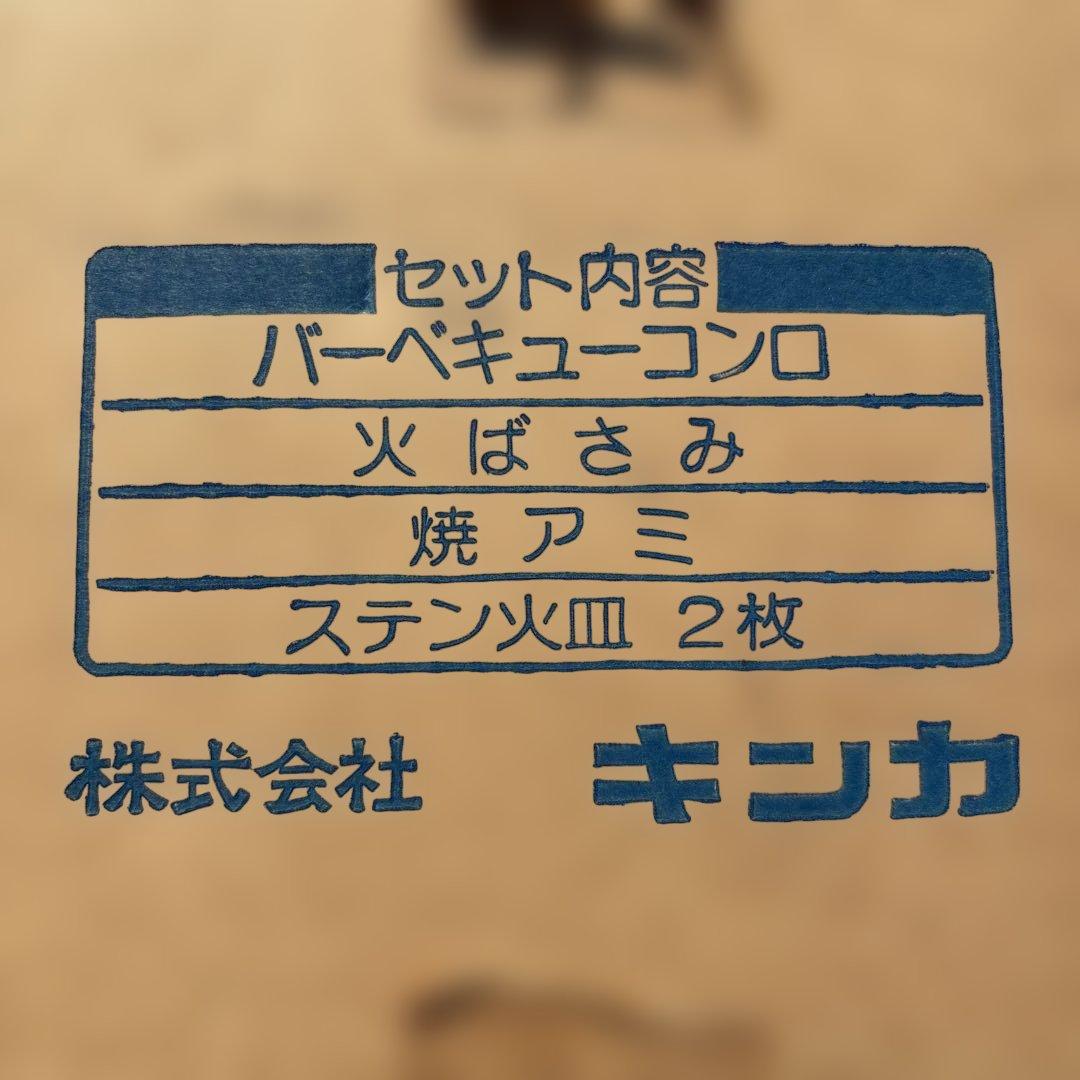 セット内容
バーベキューコンロ
火ばさみ
焼アミ
ステン火皿 2枚
株式会社 キンカ